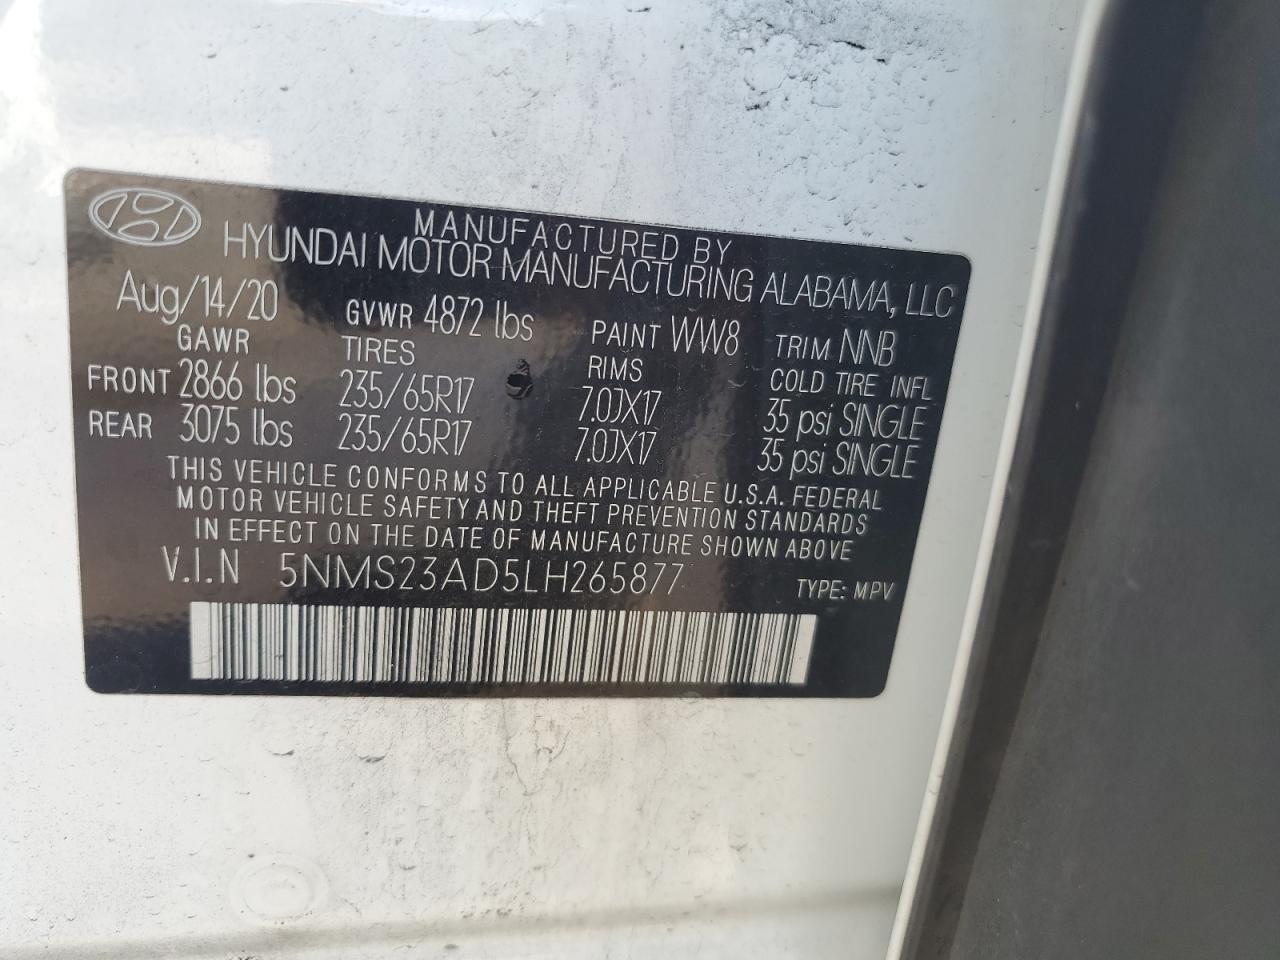 MANUFACTURED BY
HYUNDAI MOTOR MANUFACTURING ALABAMA, LLC
Aug/14/20 GVWR 4872 lbs PAINT WW8 TRIM NNB
GAWR TIRES RIMS COLD TIRE INFL
FRONT 2866 lbs 235/65R17 7.0JX17 35 psi SINGLE
REAR 3075 lbs 235/65R17 7.0JX17 35 psi SINGLE
THIS VEHICLE CONFORMS TO ALL APPLICABLE U.S.A. FEDERAL
MOTOR VEHICLE SAFETY AND THEFT PREVENTION STANDARDS
IN EFFECT ON THE DATE OF MANUFACTURE SHOWN ABOVE
V.I.N 5NMS23AD5LH265877 TYPE: MPV